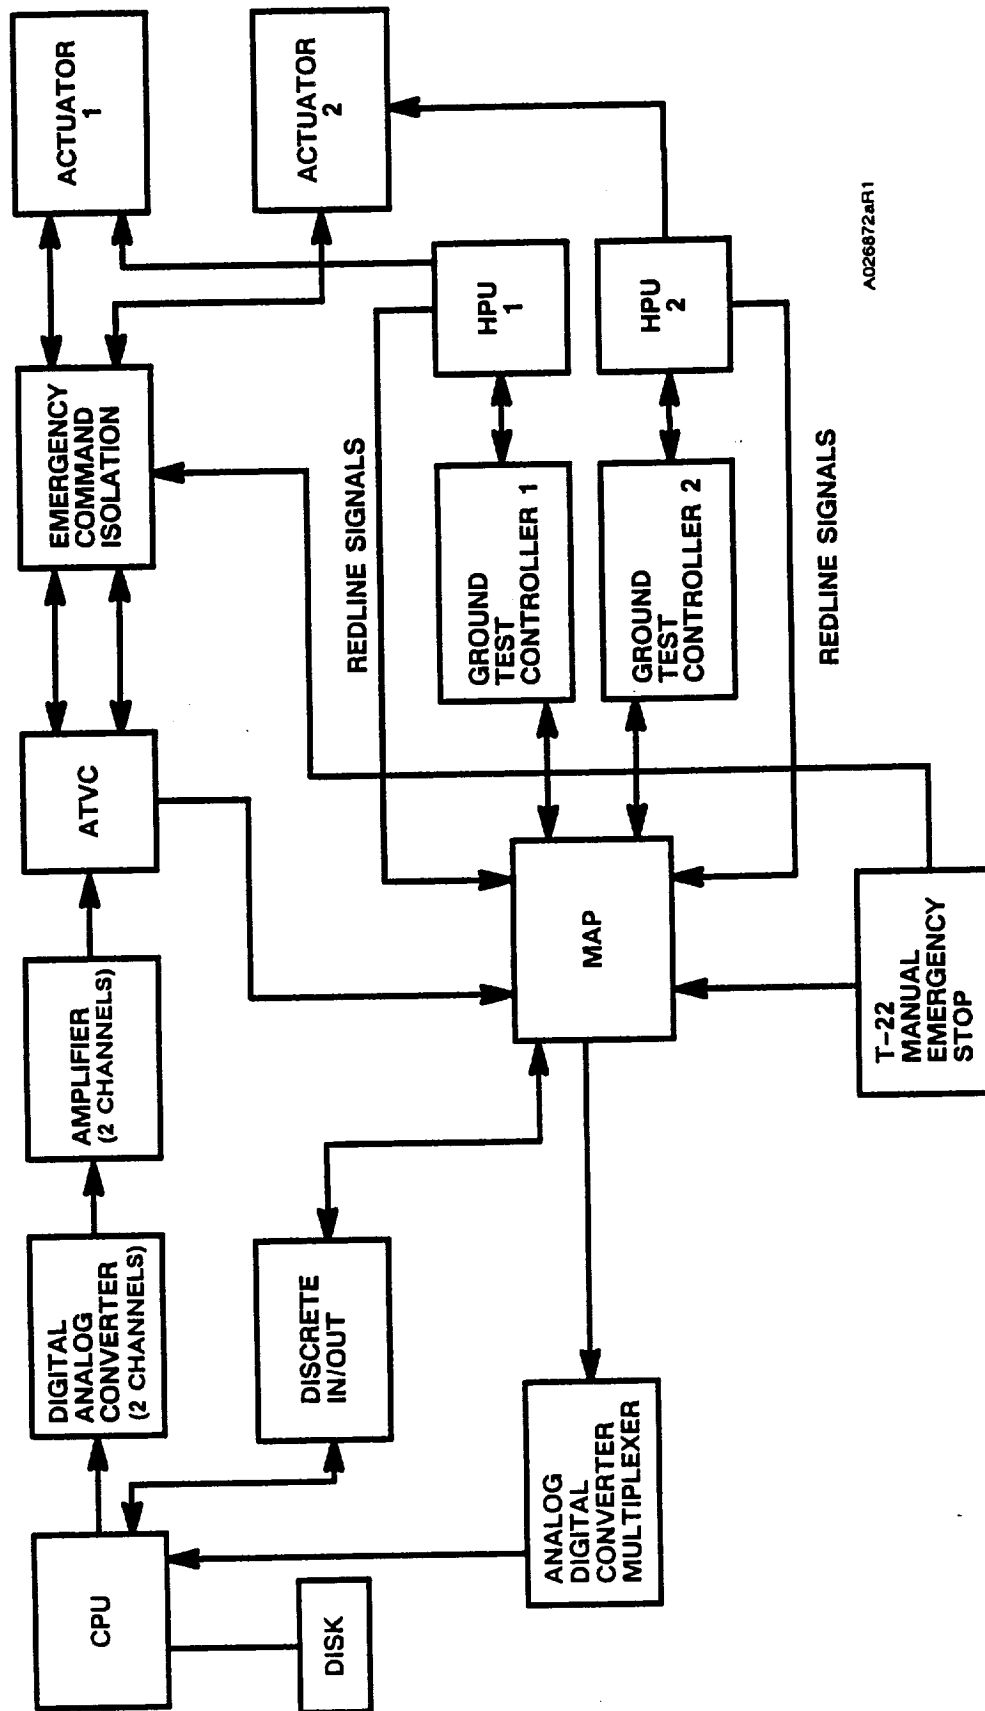 CPU
DISK
DIGITAL
ANALOG
CONVERTER
(2 CHANNELS)
AMPLIFIER
(2 CHANNELS)
ATVC
EMERGENCY
COMMAND
ISOLATION
ACTUATOR
1
DISCRETE
IN/OUT
ACTUATOR
2
REDLINE SIGNALS
ANALOG
DIGITAL
CONVERTER
MULTIPLEXER
MAP
GROUND
TEST
CONTROLLER 1
HPU
1
GROUND
TEST
CONTROLLER 2
HPU
2
REDLINE SIGNALS
T-22
MANUAL
EMERGENCY
STOP
A026872aR1